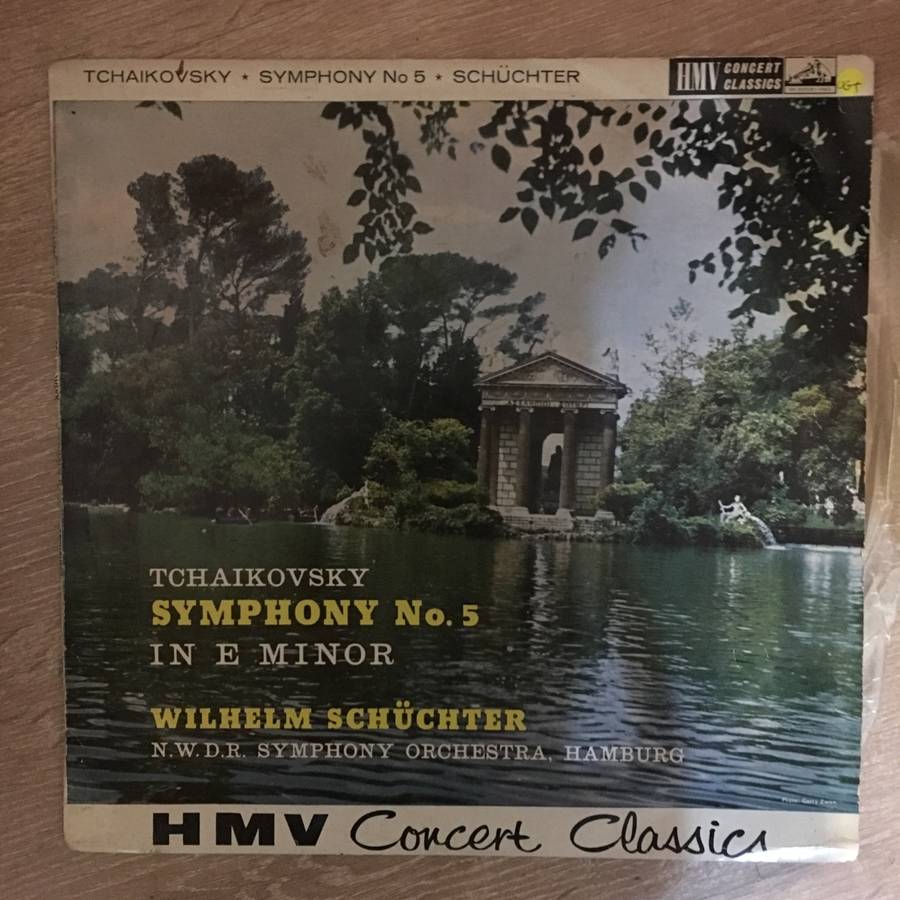 TCHAIKOVSKY ★ SYMPHONY No 5 ★ SCHÜCHTER
HMV CONCERT CLASSICS
TCHAIKOVSKY
SYMPHONY No. 5
IN E MINOR
WILHELM SCHÜCHTER
N.W.D.R. SYMPHONY ORCHESTRA, HAMBURG
HMV Concert Classics